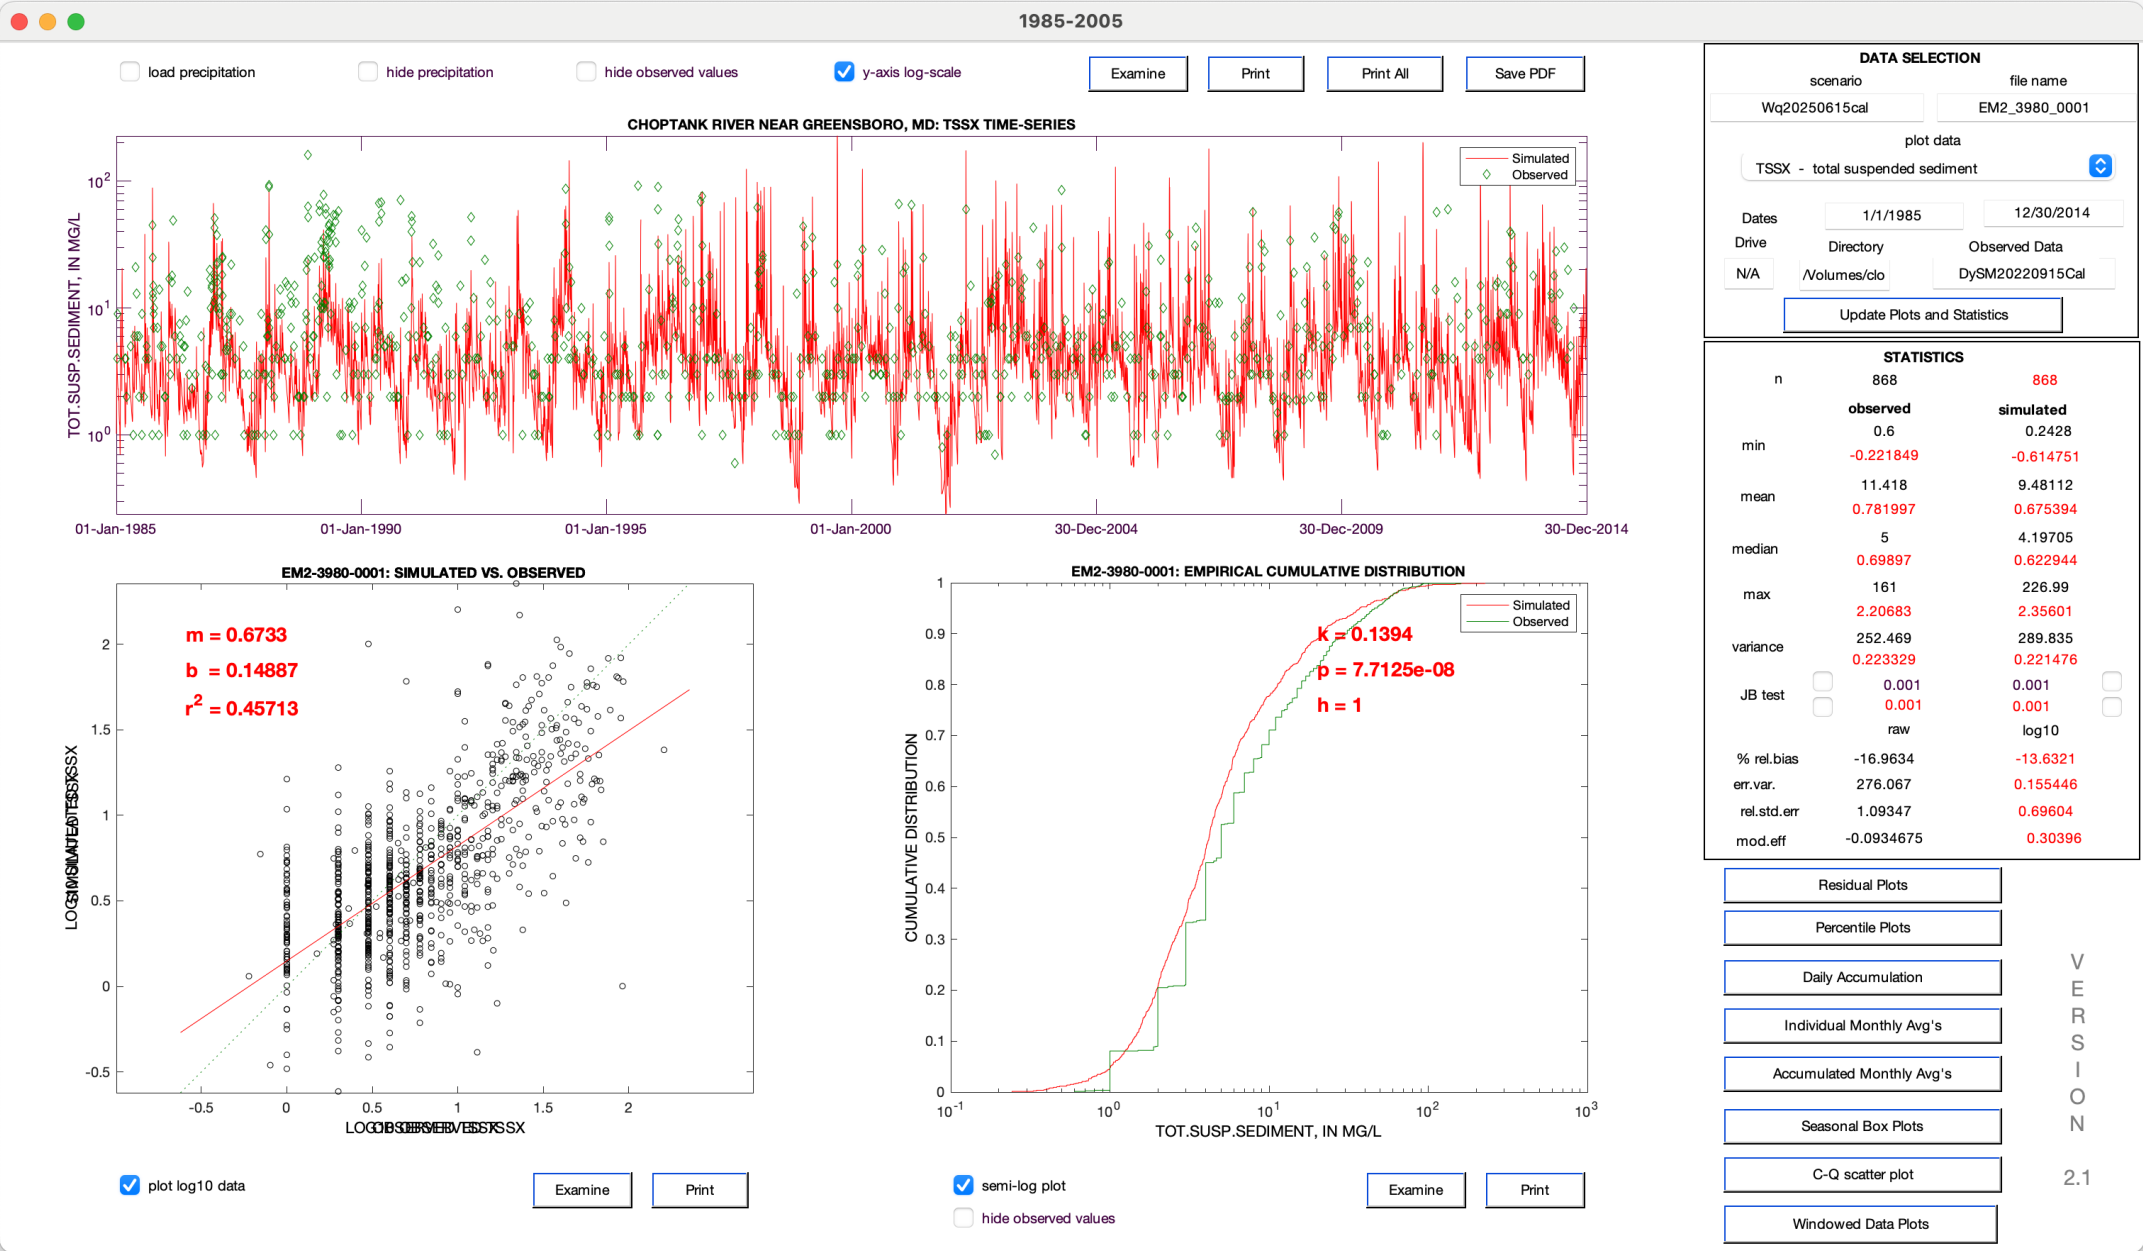 1985-2005
load precipitation
hide precipitation
hide observed values
y-axis log-scale
Examine
Print
Print All
Save PDF
CHOPTANK RIVER NEAR GREENSBORO, MD: TSSX TIME-SERIES
TOT.SUSP.SEDIMENT, IN MG/L
10^2
10^1
10^0
Simulated
Observed
01-Jan-1985
01-Jan-1990
01-Jan-1995
01-Jan-2000
30-Dec-2004
30-Dec-2009
30-Dec-2014
EM2-3980-0001: SIMULATED VS. OBSERVED
m = 0.6733
b = 0.14887
r^2 = 0.45713
2
1.5
1
0.5
0
-0.5
-0.5
0
0.5
1
1.5
2
plot log10 data
Examine
Print
EM2-3980-0001: EMPIRICAL CUMULATIVE DISTRIBUTION
CUMULATIVE DISTRIBUTION
1
0.9
0.8
0.7
0.6
0.5
0.4
0.3
0.2
0.1
0
Simulated
Observed
k = 0.1394
p = 7.7125e-08
h = 1
10^-1
10^0
10^1
10^2
10^3
TOT.SUSP.SEDIMENT, IN MG/L
semi-log plot
hide observed values
Examine
Print
DATA SELECTION
scenario file name
Wq20250615cal EM2_3980_0001
plot data
TSSX - total suspended sediment
Dates 1/1/1985 12/30/2014
Drive Directory Observed Data
N/A /Volumes/clo DySM20220915Cal
Update Plots and Statistics
STATISTICS
n 868 868
observed simulated
min 0.6 0.2428
-0.221849 -0.614751
mean 11.418 9.48112
0.781997 0.675394
median 5 4.19705
0.69897 0.622944
max 161 226.99
2.20683 2.35601
variance 252.469 289.835
0.223329 0.221476
JB test 0.001 0.001
0.001 0.001
raw log10
% rel.bias -16.9634 -13.6321
err.var. 276.067 0.155446
rel.std.err 1.09347 0.69604
mod.eff -0.0934675 0.30396
Residual Plots
Percentile Plots
Daily Accumulation
Individual Monthly Avg's
Accumulated Monthly Avg's
Seasonal Box Plots
C-Q scatter plot
Windowed Data Plots
VERSION
2.1